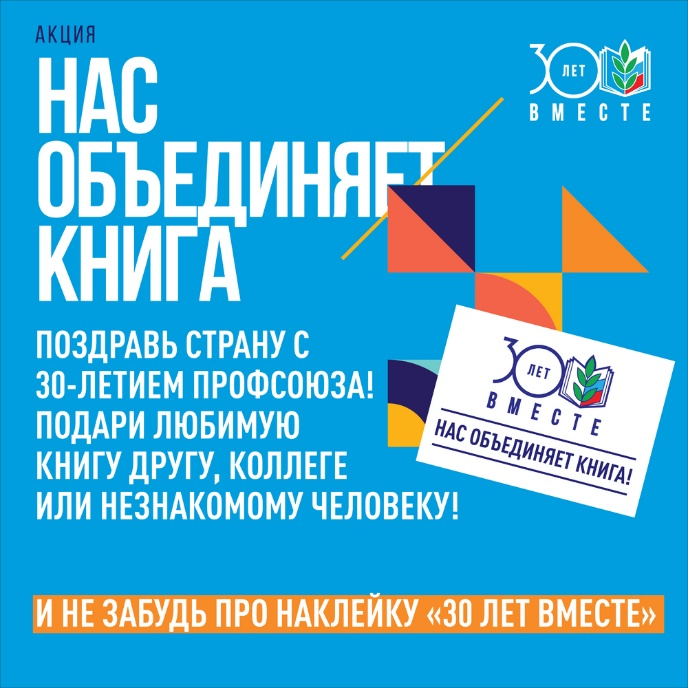 АКЦИЯ
НАС
ОБЪЕДИНЯЕТ
КНИГА
30 ЛЕТ
ВМЕСТЕ
ПОЗДРАВЬ СТРАНУ С
30-ЛЕТИЕМ ПРОФСОЮЗА!
ПОДАРИ ЛЮБИМУЮ
КНИГУ ДРУГУ, КОЛЛЕГЕ
ИЛИ НЕЗНАКОМОМУ ЧЕЛОВЕКУ!
30 ЛЕТ
ВМЕСТЕ
НАС ОБЪЕДИНЯЕТ КНИГА!
И НЕ ЗАБУДЬ ПРО НАКЛЕЙКУ «30 ЛЕТ ВМЕСТЕ»